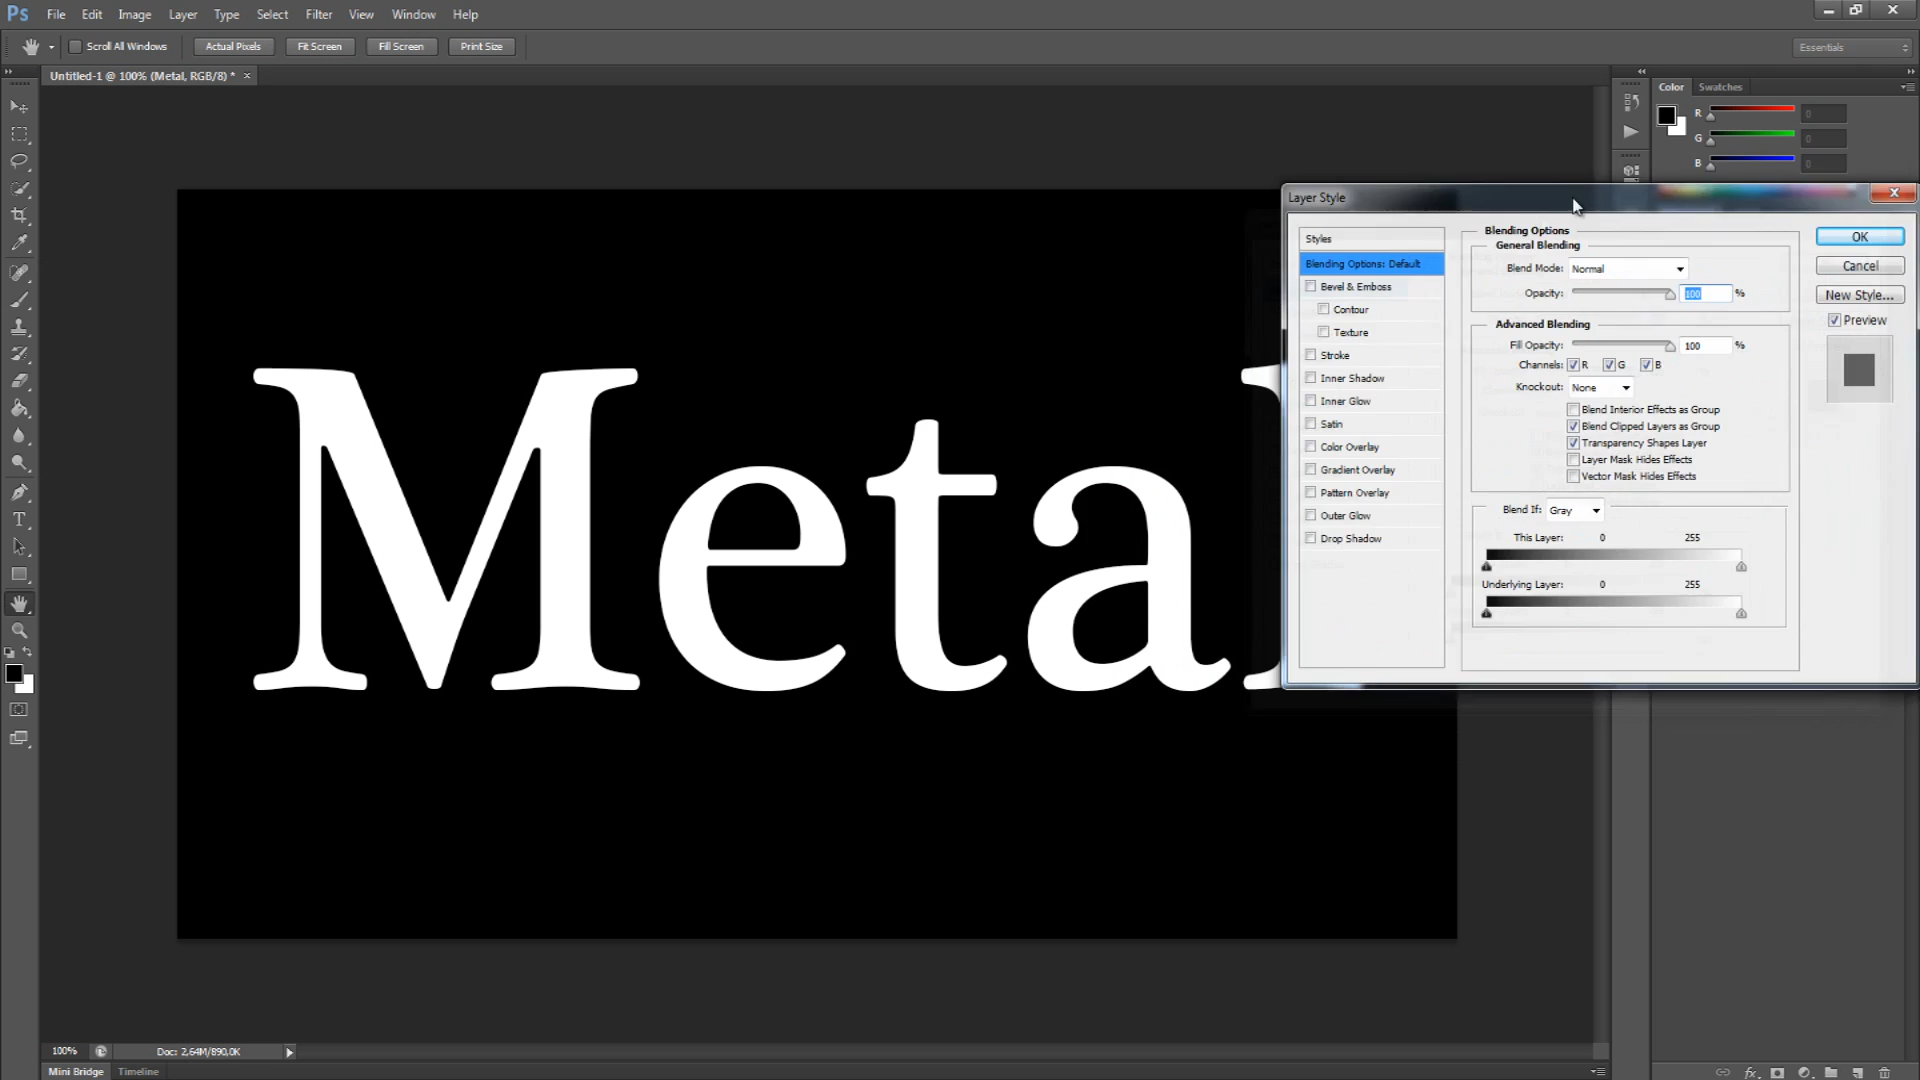 Ps File Edit Image Layer Type Select Filter View Window Help
Scroll All Windows Actual Pixels Fit Screen Fill Screen Print Size Essentials
Untitled-1 @ 100% (Metal, RGB/8) * ×
Color Swatches
R 0
G 0
B 0
Layer Style
Styles
Blending Options: Default
Bevel & Emboss
Contour
Texture
Stroke
Inner Shadow
Inner Glow
Satin
Color Overlay
Gradient Overlay
Pattern Overlay
Outer Glow
Drop Shadow
Blending Options
General Blending
Blend Mode: Normal
Opacity: 100 %
Advanced Blending
Fill Opacity: 100 %
Channels: R G B
Knockout: None
Blend Interior Effects as Group
Blend Clipped Layers as Group
Transparency Shapes Layer
Layer Mask Hides Effects
Vector Mask Hides Effects
Blend If: Gray
This Layer: 0 255
Underlying Layer: 0 255
OK
Cancel
New Style...
Preview
Meta
100% Doc: 2,64M/890,0K
Mini Bridge Timeline